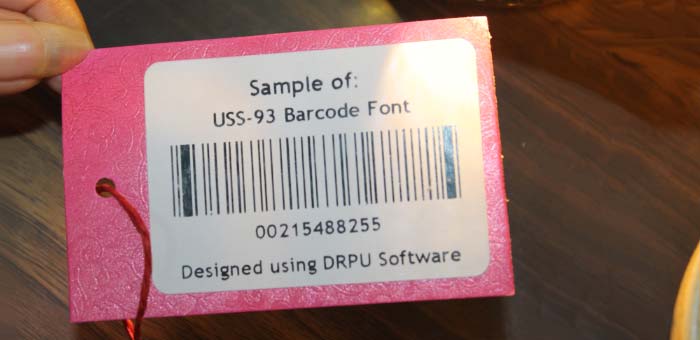 Sample of:
USS-93 Barcode Font
00215488255
Designed using DRPU Software